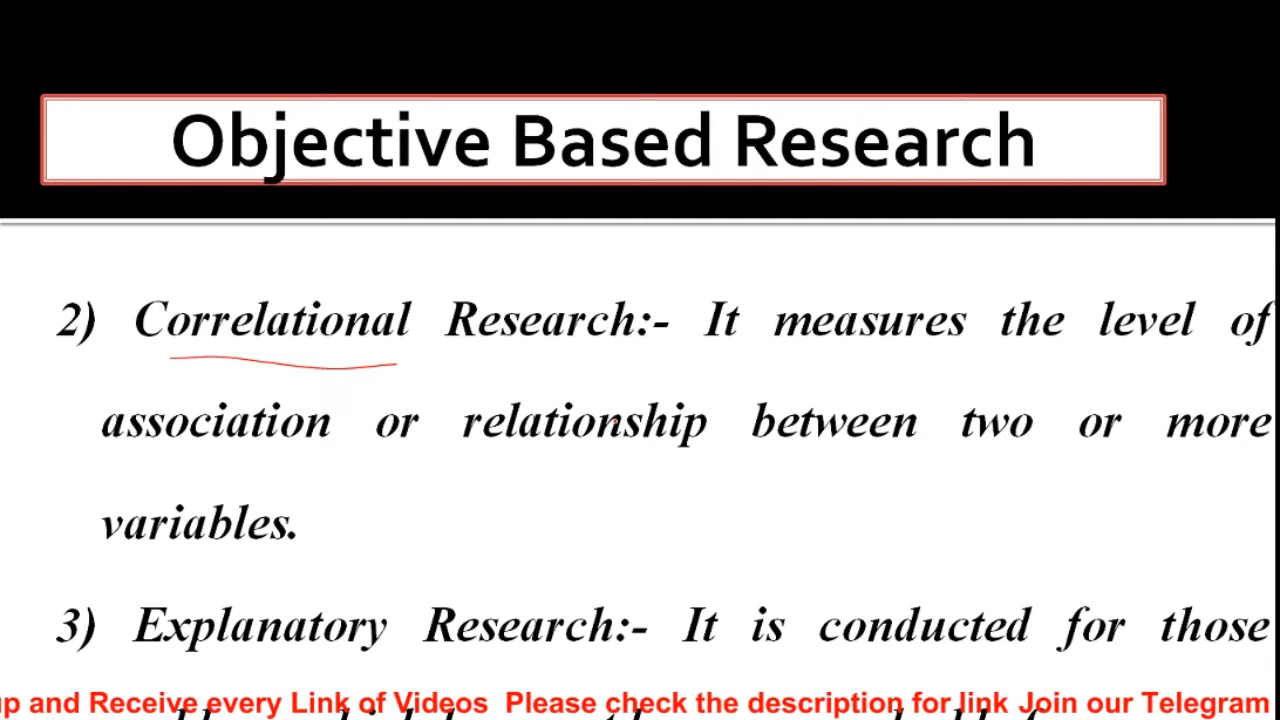 Objective Based Research
2) Correlational Research:- It measures the level of
association or relationship between two or more
variables.
3) Explanatory Research:- It is conducted for those
up and Receive every Link of Videos Please check the description for link Join our Telegram